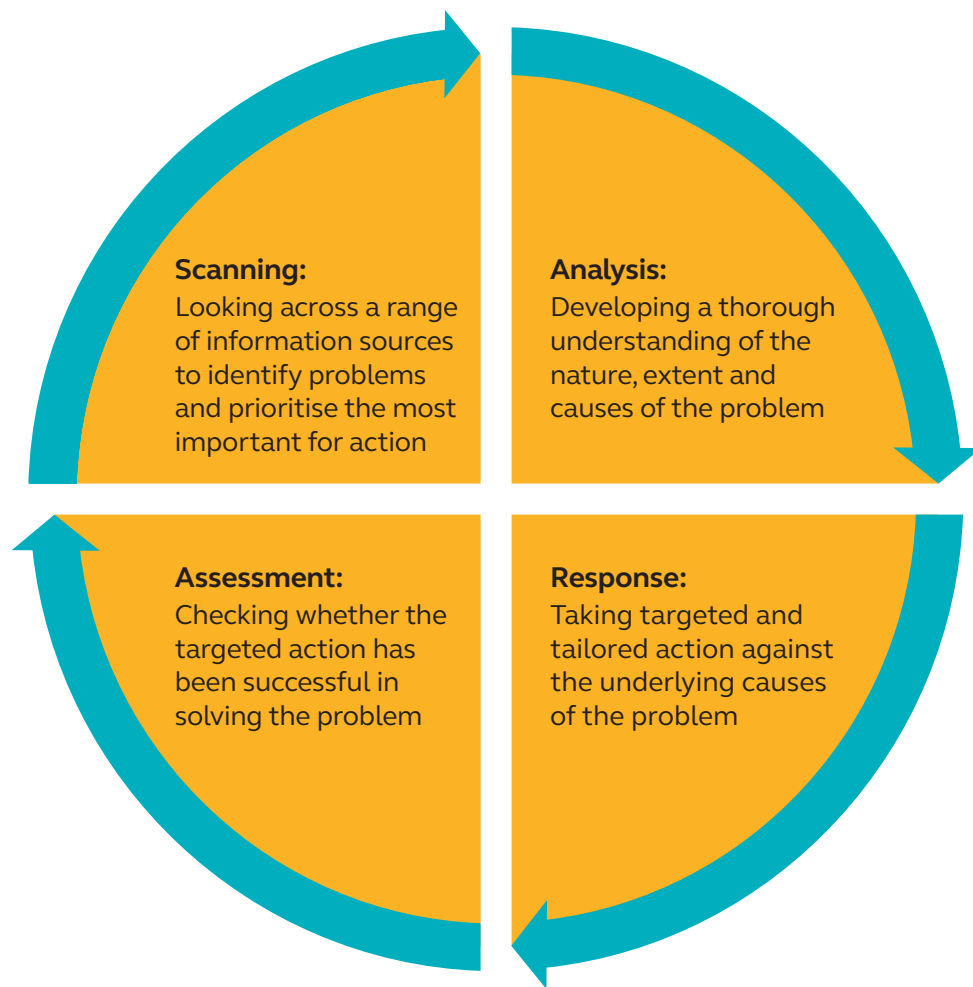 Scanning:
Looking across a range
of information sources
to identify problems
and prioritise the most
important for action
Analysis:
Developing a thorough
understanding of the
nature, extent and
causes of the problem
Assessment:
Checking whether the
targeted action has
been successful in
solving the problem
Response:
Taking targeted and
tailored action against
the underlying causes
of the problem